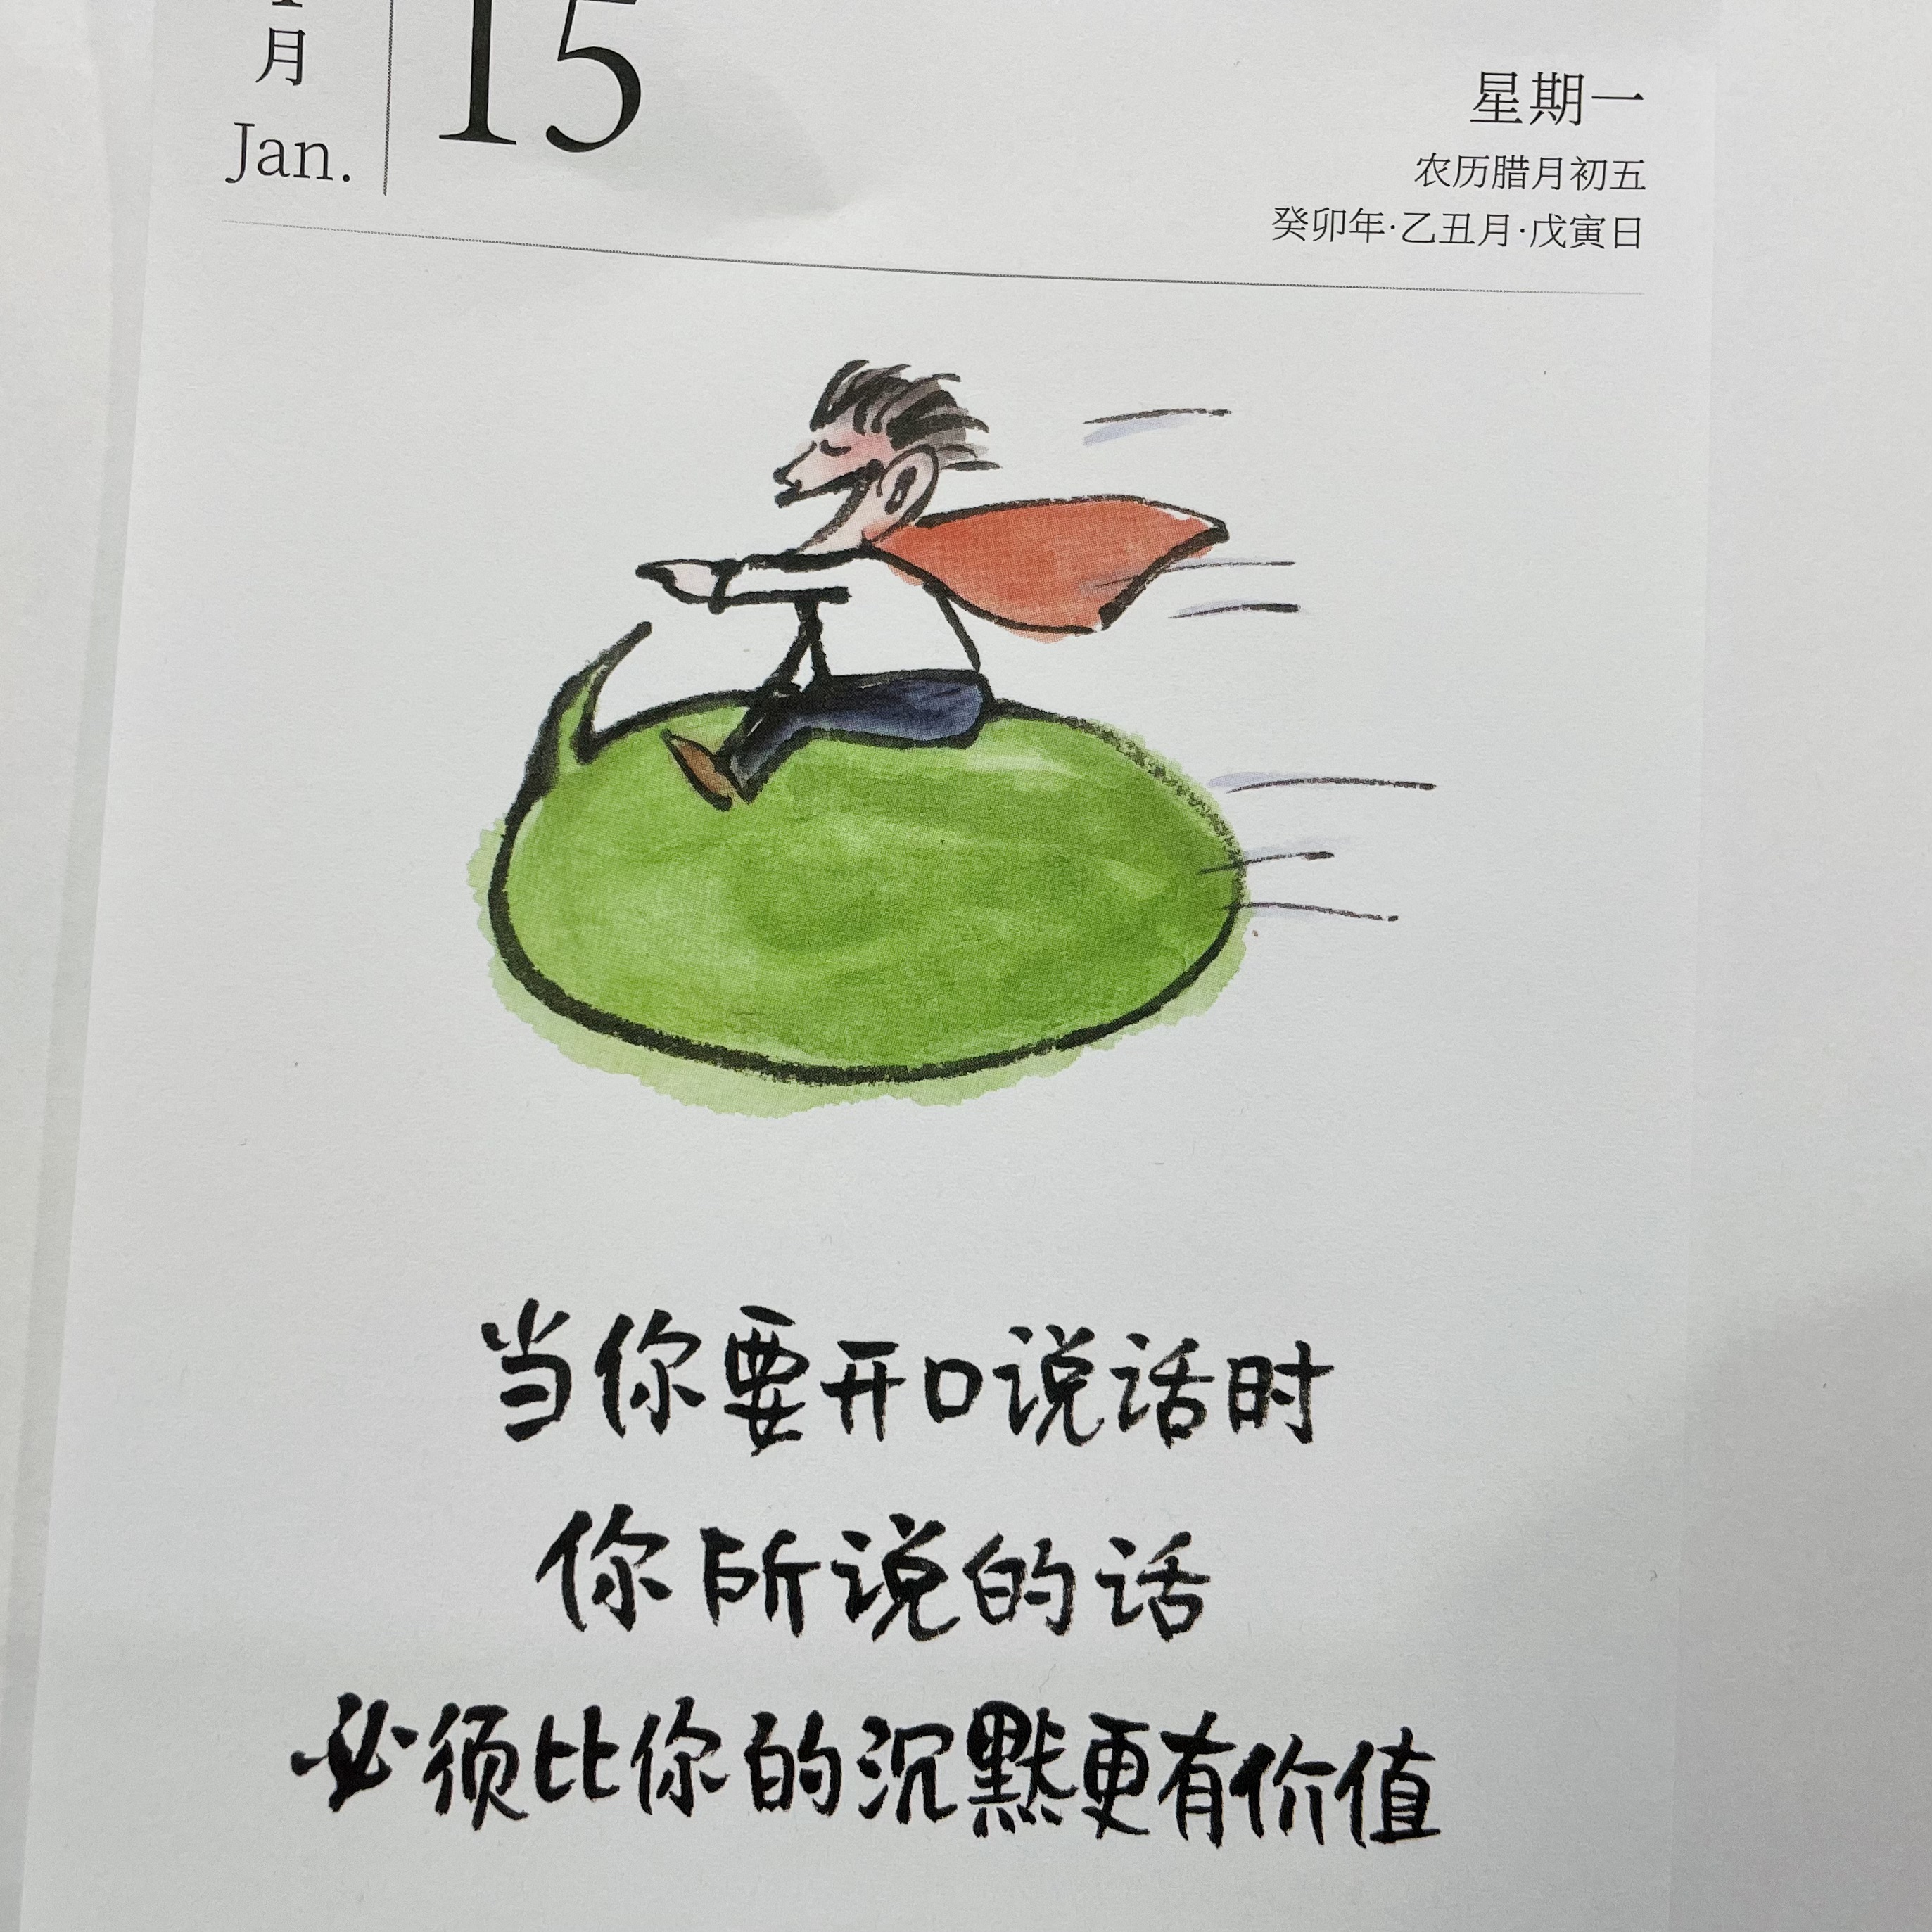 月
Jan.
15
星期一
农历腊月初五
癸卯年·乙丑月·戊寅日
当你要开口说话时
你所说的话
必须比你的沉默更有价值